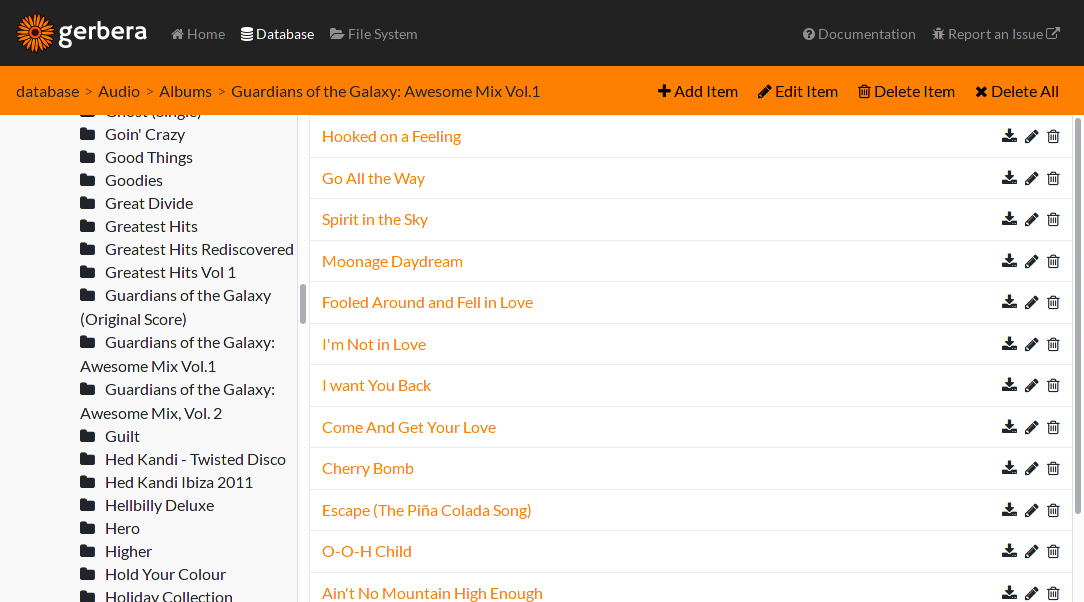 gerbera Home Database File System Documentation Report an Issue
database > Audio > Albums > Guardians of the Galaxy: Awesome Mix Vol.1 Add Item Edit Item Delete Item Delete All
Ghost (Single)
Goin' Crazy
Good Things
Goodies
Great Divide
Greatest Hits
Greatest Hits Rediscovered
Greatest Hits Vol 1
Guardians of the Galaxy
(Original Score)
Guardians of the Galaxy:
Awesome Mix Vol.1
Guardians of the Galaxy:
Awesome Mix, Vol. 2
Guilt
Hed Kandi - Twisted Disco
Hed Kandi Ibiza 2011
Hellbilly Deluxe
Hero
Higher
Hold Your Colour
Holiday Collection
Hooked on a Feeling
Go All the Way
Spirit in the Sky
Moonage Daydream
Fooled Around and Fell in Love
I'm Not in Love
I want You Back
Come And Get Your Love
Cherry Bomb
Escape (The Piña Colada Song)
O-O-H Child
Ain't No Mountain High Enough